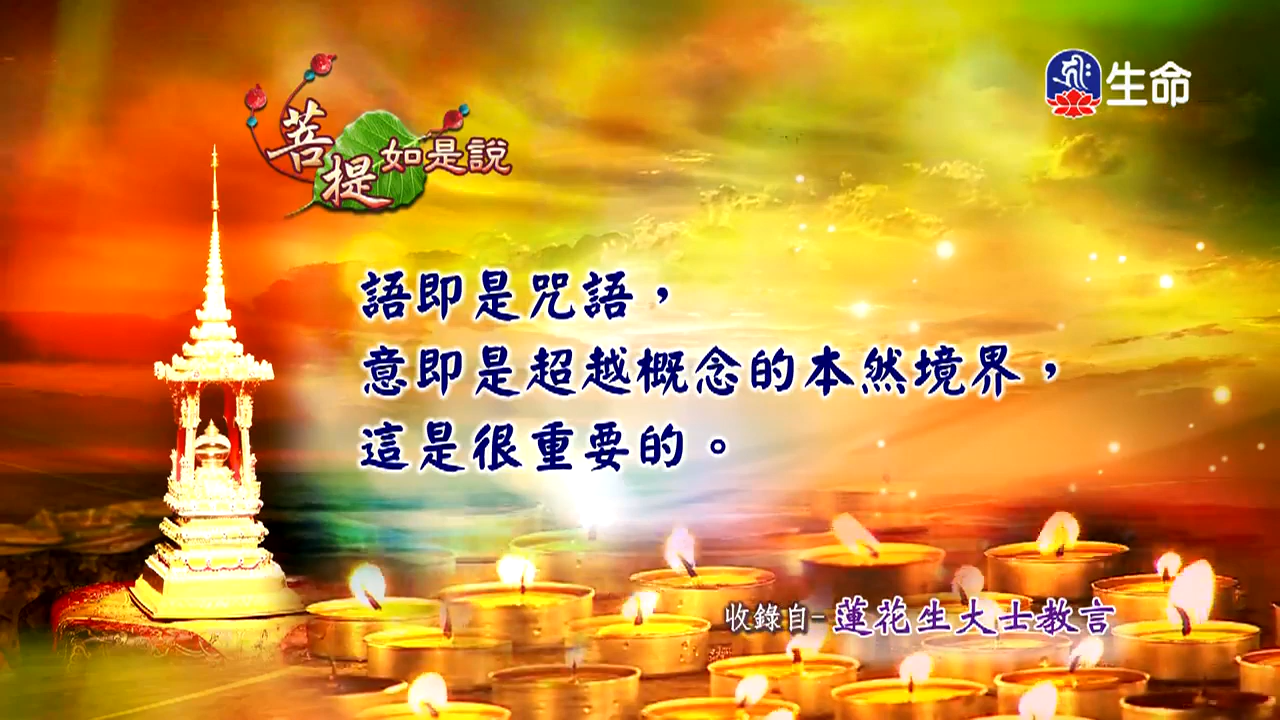 菩提如是說
生命
語即是咒語，
意即是超越概念的本然境界，
這是很重要的。
收錄自-蓮花生大士教言